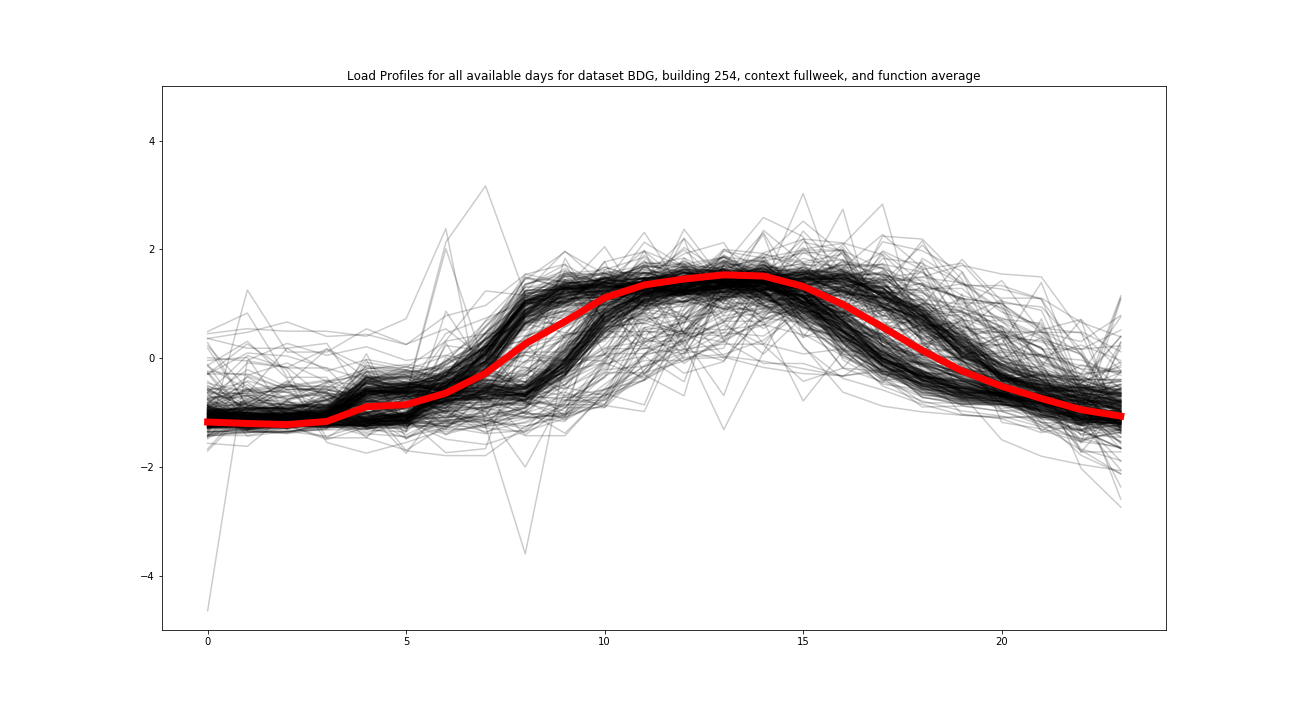 Load Profiles for all available days for dataset BDG, building 254, context fullweek, and function average
4
2
0
−2
−4
0 5 10 15 20